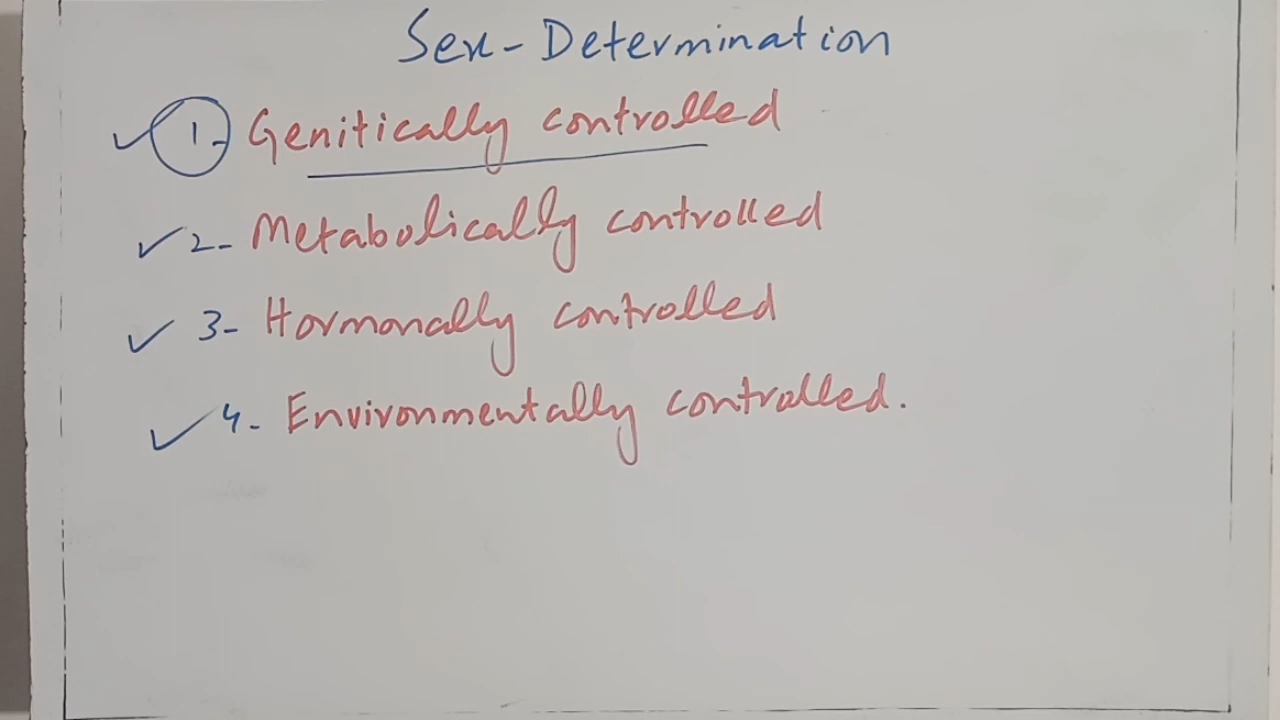 Sex-Determination
1. Genitically controlled
2- Metabolically controlled
3- Hormonally controlled
4. Environmentally controlled.